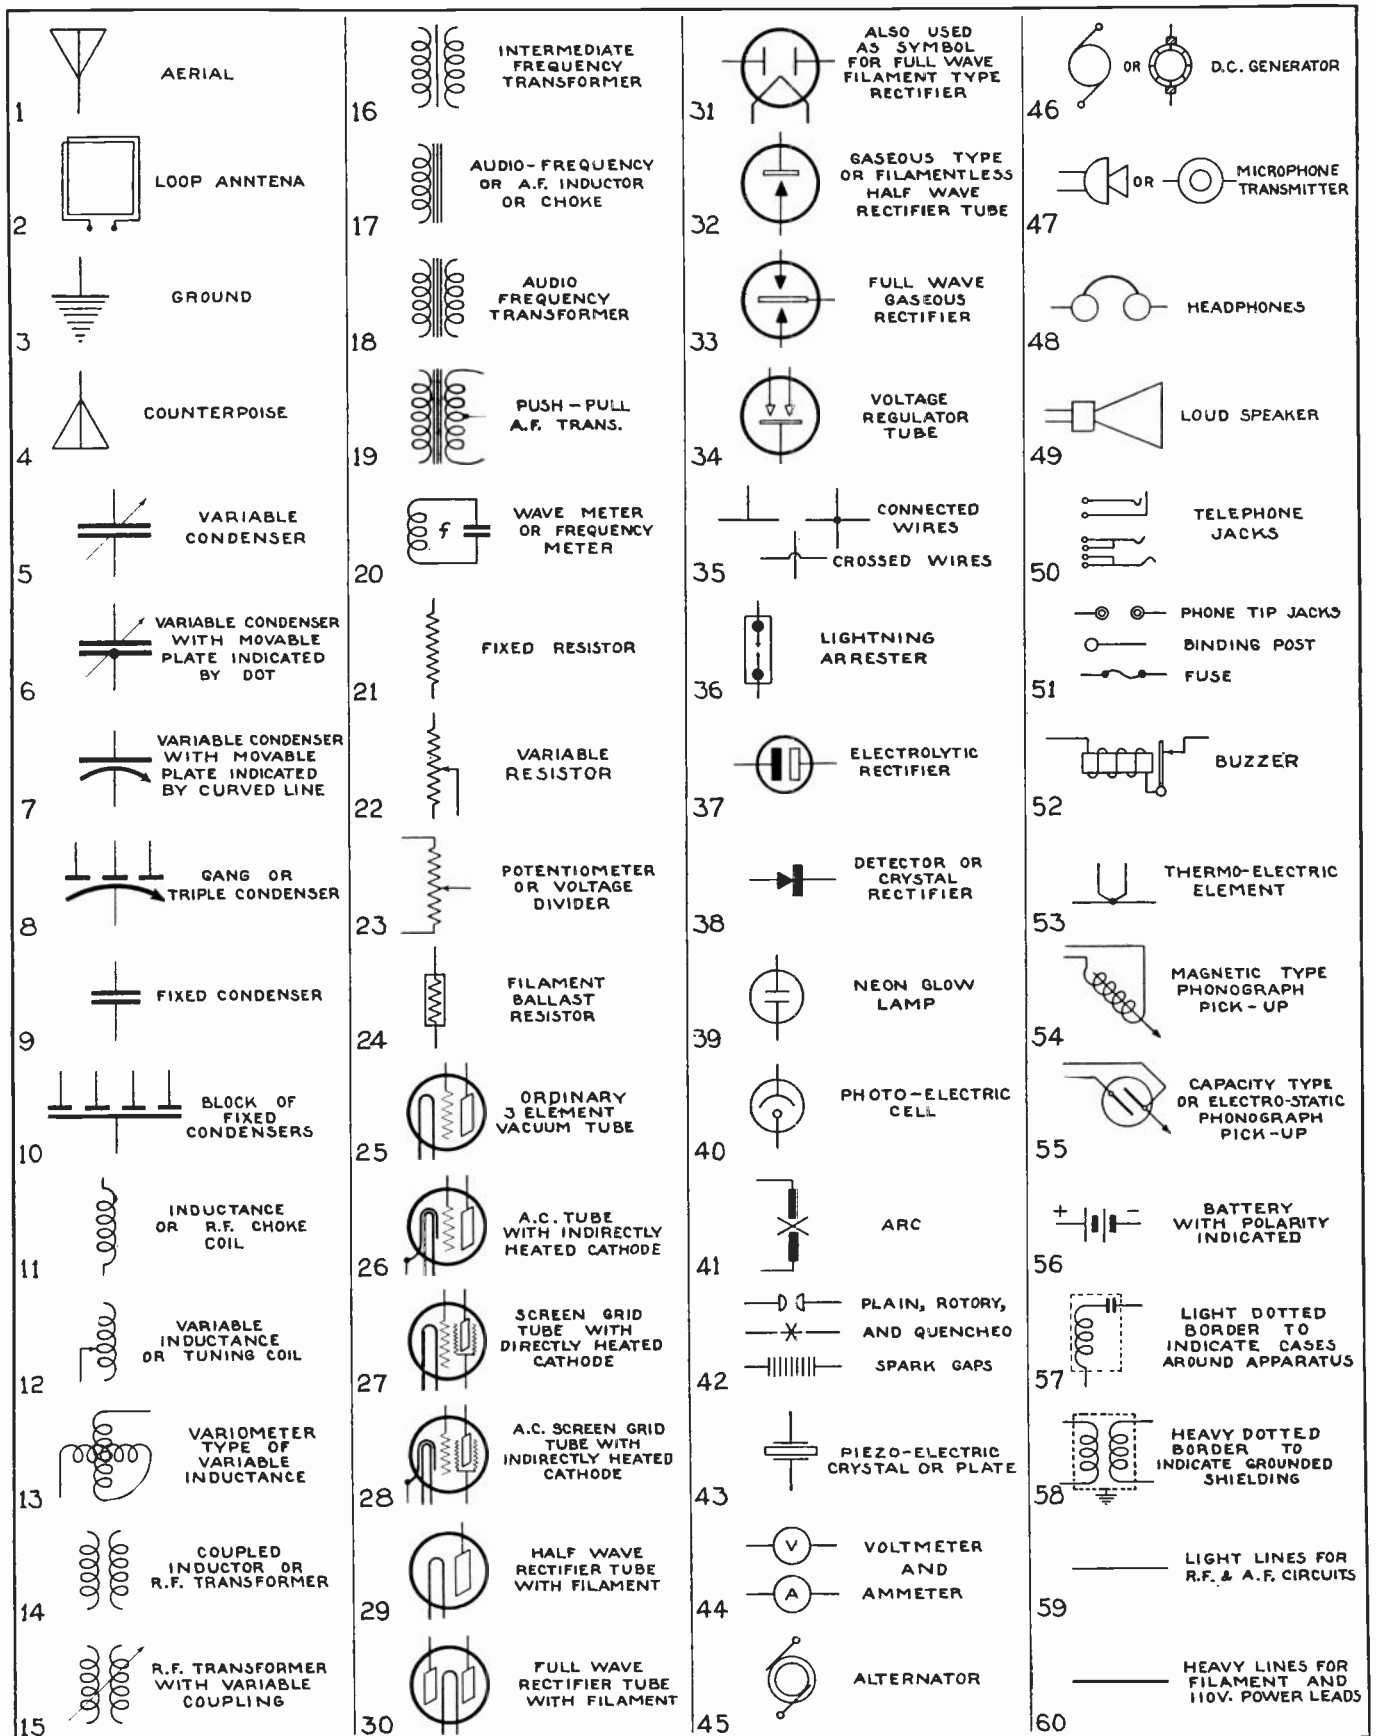 AERIAL
1
LOOP ANNTENA
2
GROUND
3
COUNTERPOISE
4
VARIABLE
CONDENSER
5
VARIABLE CONDENSER
WITH MOVABLE
PLATE INDICATED
BY DOT
6
VARIABLE CONDENSER
WITH MOVABLE
PLATE INDICATED
BY CURVED LINE
7
GANG OR
TRIPLE CONDENSER
8
FIXED CONDENSER
9
BLOCK OF
FIXED
CONDENSERS
10
INDUCTANCE
OR R.F. CHOKE
COIL
11
VARIABLE
INDUCTANCE
OR TUNING COIL
12
VARIOMETER
TYPE OF
VARIABLE
INDUCTANCE
13
COUPLED
INDUCTOR OR
R.F. TRANSFORMER
14
R.F. TRANSFORMER
WITH VARIABLE
COUPLING
15
INTERMEDIATE
FREQUENCY
TRANSFORMER
16
AUDIO-FREQUENCY
OR A.F. INDUCTOR
OR CHOKE
17
AUDIO
FREQUENCY
TRANSFORMER
18
PUSH-PULL
A.F. TRANS.
19
f
WAVE METER
OR FREQUENCY
METER
20
FIXED RESISTOR
21
VARIABLE
RESISTOR
22
POTENTIOMETER
OR VOLTAGE
DIVIDER
23
FILAMENT
BALLAST
RESISTOR
24
ORDINARY
3 ELEMENT
VACUUM TUBE
25
A.C. TUBE
WITH INDIRECTLY
HEATED CATHODE
26
SCREEN GRID
TUBE WITH
DIRECTLY HEATED
CATHODE
27
A.C. SCREEN GRID
TUBE WITH
INDIRECTLY HEATED
CATHODE
28
HALF WAVE
RECTIFIER TUBE
WITH FILAMENT
29
FULL WAVE
RECTIFIER TUBE
WITH FILAMENT
30
ALSO USED
AS SYMBOL
FOR FULL WAVE
FILAMENT TYPE
RECTIFIER
31
GASEOUS TYPE
OR FILAMENTLESS
HALF WAVE
RECTIFIER TUBE
32
FULL WAVE
GASEOUS
RECTIFIER
33
VOLTAGE
REGULATOR
TUBE
34
CONNECTED
WIRES
CROSSED WIRES
35
LIGHTNING
ARRESTER
36
ELECTROLYTIC
RECTIFIER
37
DETECTOR OR
CRYSTAL
RECTIFIER
38
NEON GLOW
LAMP
39
PHOTO-ELECTRIC
CELL
40
ARC
41
PLAIN, ROTORY,
AND QUENCHED
SPARK GAPS
42
PIEZO-ELECTRIC
CRYSTAL OR PLATE
43
V
VOLTMETER
AND
A
AMMETER
44
ALTERNATOR
45
OR
D.C. GENERATOR
46
OR
MICROPHONE
TRANSMITTER
47
HEADPHONES
48
LOUD SPEAKER
49
TELEPHONE
JACKS
50
PHONE TIP JACKS
BINDING POST
FUSE
51
BUZZER
52
THERMO-ELECTRIC
ELEMENT
53
MAGNETIC TYPE
PHONOGRAPH
PICK-UP
54
CAPACITY TYPE
OR ELECTRO-STATIC
PHONOGRAPH
PICK-UP
55
+ -
BATTERY
WITH POLARITY
INDICATED
56
LIGHT DOTTED
BORDER TO
INDICATE CASES
AROUND APPARATUS
57
HEAVY DOTTED
BORDER TO
INDICATE GROUNDED
SHIELDING
58
LIGHT LINES FOR
R.F. & A.F. CIRCUITS
59
HEAVY LINES FOR
FILAMENT AND
110V. POWER LEADS
60